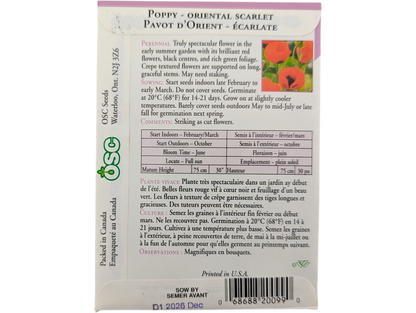 POPPY - ORIENTAL SCARLET
PAVOT D'ORIENT - ÉCARLATE
PERENNIAL Truly spectacular flower in the
early summer garden with its brilliant red
flowers, black centres, and rich green foliage.
Crepe textured flowers are supported on long,
graceful stems. May need staking.
SOWING: Start seeds indoors late February to
early March. Do not cover seeds. Germinate
at 20°C (68°F) for 14-21 days. Grow on at slightly cooler
temperatures. Barely cover seeds outdoors May to mid-July or late
fall for germination next spring.
COMMENTS: Striking as cut flowers.
Start Indoors - February/March Semis à l'intérieur - février/mars
Start Outdoors - October Semis à l'extérieur - octobre
Bloom Time - June Floraison - juin
Locate - Full sun Emplacement - plein soleil
Mature Height 75 cm 30" Hauteur 75 cm 30 po
PLANTE VIVACE Plante très spectaculaire dans un jardin ay début
de l'été. Belles fleurs rouge vif à cœur noir et feuillage d'un beau
vert. Les fleurs à texture de crêpe garnissent des tiges longues et
gracieuses. Des tuteurs peuvent être nécessaires.
CULTURE : Semez les graines à l'intérieur fin février ou début
mars. Ne les recouvrez pas. Germination à 20°C (68°F) en 14 à
21 jours. Cultivez à une température plus basse. Semez les graines
à l'extérieur, à peine recouvertes de terre, de mai à la mi-juillet ou
à la fin de l'automne pour qu'elles germent au printemps suivant.
OBSERVATIONS : Magnifiques en bouquets.
Printed in U.S.A.
OSC Seeds
Waterloo, Ont. N2J 3Z6
OSC
Packed in Canada
Empaqueté au Canada
SOW BY
SEMER AVANT
D1 2026 Dec
0 68688 20099 0